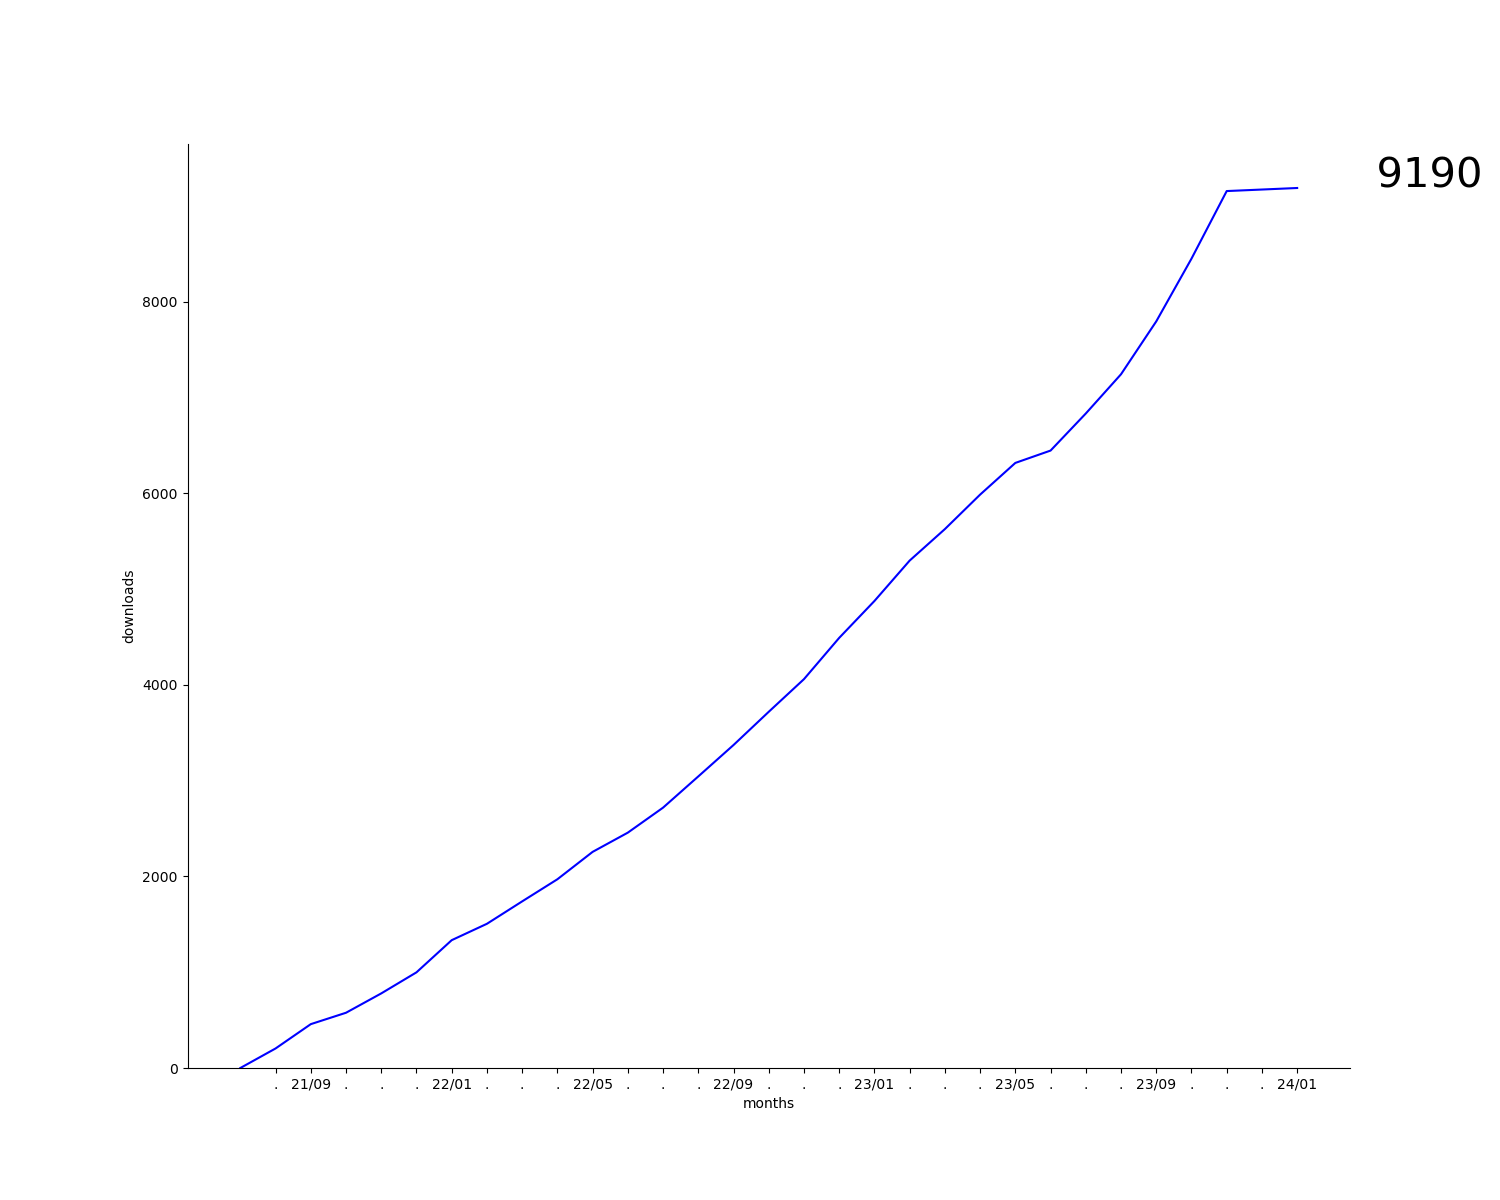 9190
8000
6000
downloads
4000
2000
0
. 21/09 . . . 22/01 . . . 22/05 . . . 22/09 . . . 23/01 . . . 23/05 . . . 23/09 . . . 24/01
months